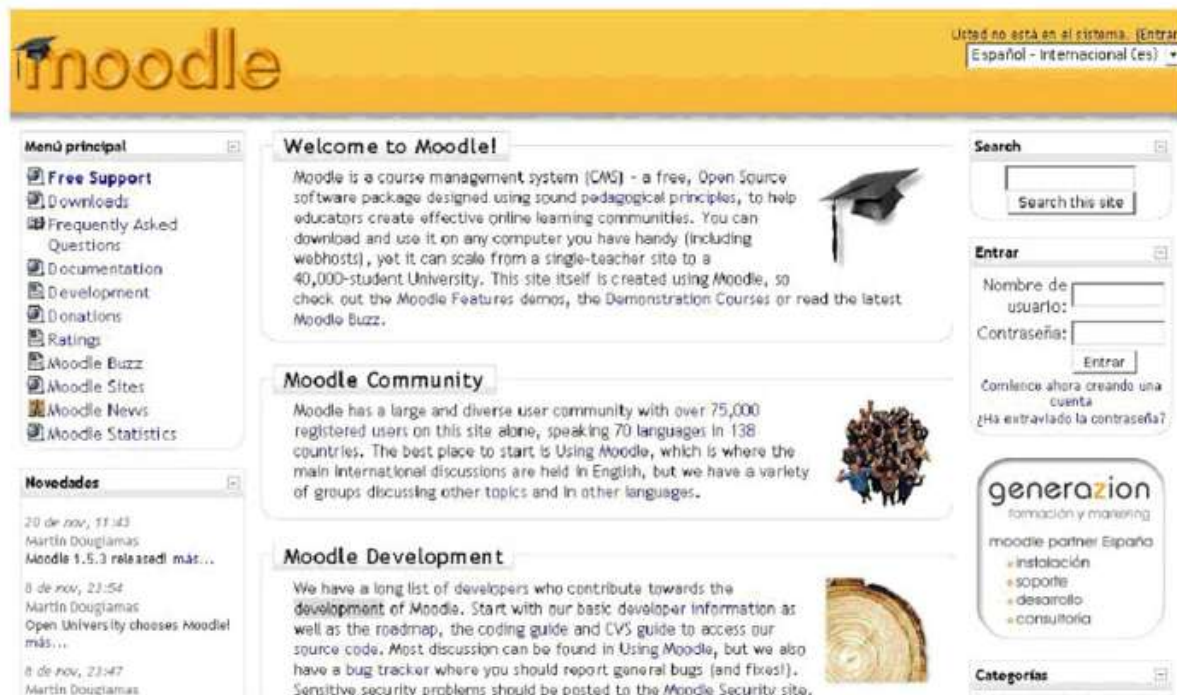 moodle
Usted no está en el sistema. (Entrar
Español - Internacional (es)
Menú principal
Free Support
Downloads
Frequently Asked
Questions
Documentation
Development
Donations
Ratings
Moodle Buzz
Moodle Sites
Moodle News
Moodle Statistics
Novedades
20 de nov, 11:43
Martin Dougiamas
Moodle 1.5.3 released! más...
8 de nov, 23:54
Martin Dougiamas
Open University chooses Moodle!
más...
8 de nov, 23:47
Martin Dougiamas
Welcome to Moodle!
Moodle is a course management system (CMS) - a free, Open Source
software package designed using sound pedagogical principles, to help
educators create effective online learning communities. You can
download and use it on any computer you have handy (including
webhosts), yet it can scale from a single-teacher site to a
40,000-student University. This site itself is created using Moodle, so
check out the Moodle Features demos, the Demonstration Courses or read the latest
Moodle Buzz.
Moodle Community
Moodle has a large and diverse user community with over 75,000
registered users on this site alone, speaking 70 languages in 138
countries. The best place to start is Using Moodle, which is where the
main international discussions are held in English, but we have a variety
of groups discussing other topics and in other languages.
Moodle Development
We have a long list of developers who contribute towards the
development of Moodle. Start with our basic developer information as
well as the roadmap, the coding guide and CVS guide to access our
source code. Most discussion can be found in Using Moodle, but we also
have a bug tracker where you should report general bugs (and fixes!).
Sensitive security problems should be posted to the Moodle Security site.
Search
Search this site
Entrar
Nombre de
usuario:
Contraseña:
Entrar
Comience ahora creando una
cuenta
¿Ha extraviado la contraseña?
generazion
formación y marketing
moodle partner España
instalación
soporte
desarrollo
consultoria
Categorías